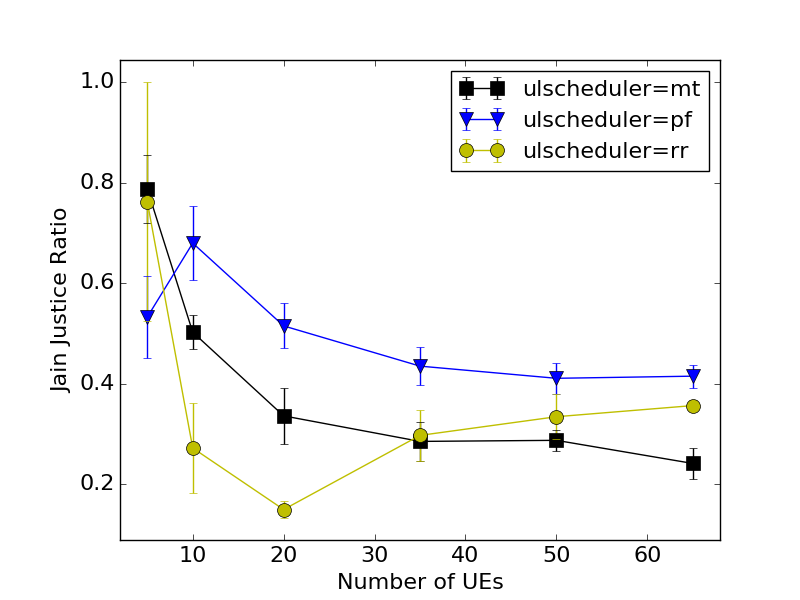 ulscheduler=mt
ulscheduler=pf
ulscheduler=rr
Jain Justice Ratio
1.0
0.8
0.6
0.4
0.2
10 20 30 40 50 60
Number of UEs